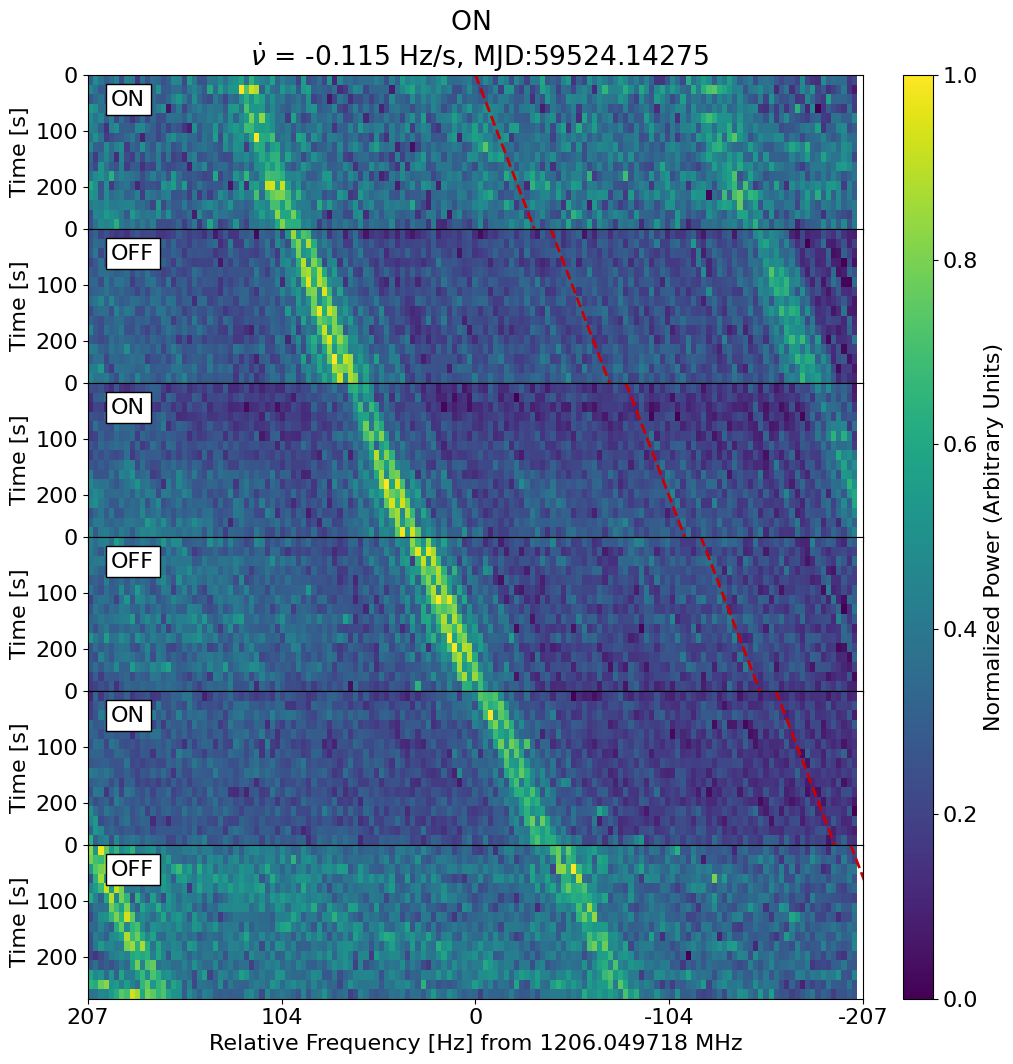 ON
ν̇ = -0.115 Hz/s, MJD:59524.14275
0
ON
100
200
Time [s]
0
OFF
100
200
Time [s]
0
ON
100
200
Time [s]
0
OFF
100
200
Time [s]
0
ON
100
200
Time [s]
0
OFF
100
200
Time [s]
207
104
0
-104
-207
Relative Frequency [Hz] from 1206.049718 MHz
1.0
0.8
0.6
0.4
0.2
0.0
Normalized Power (Arbitrary Units)